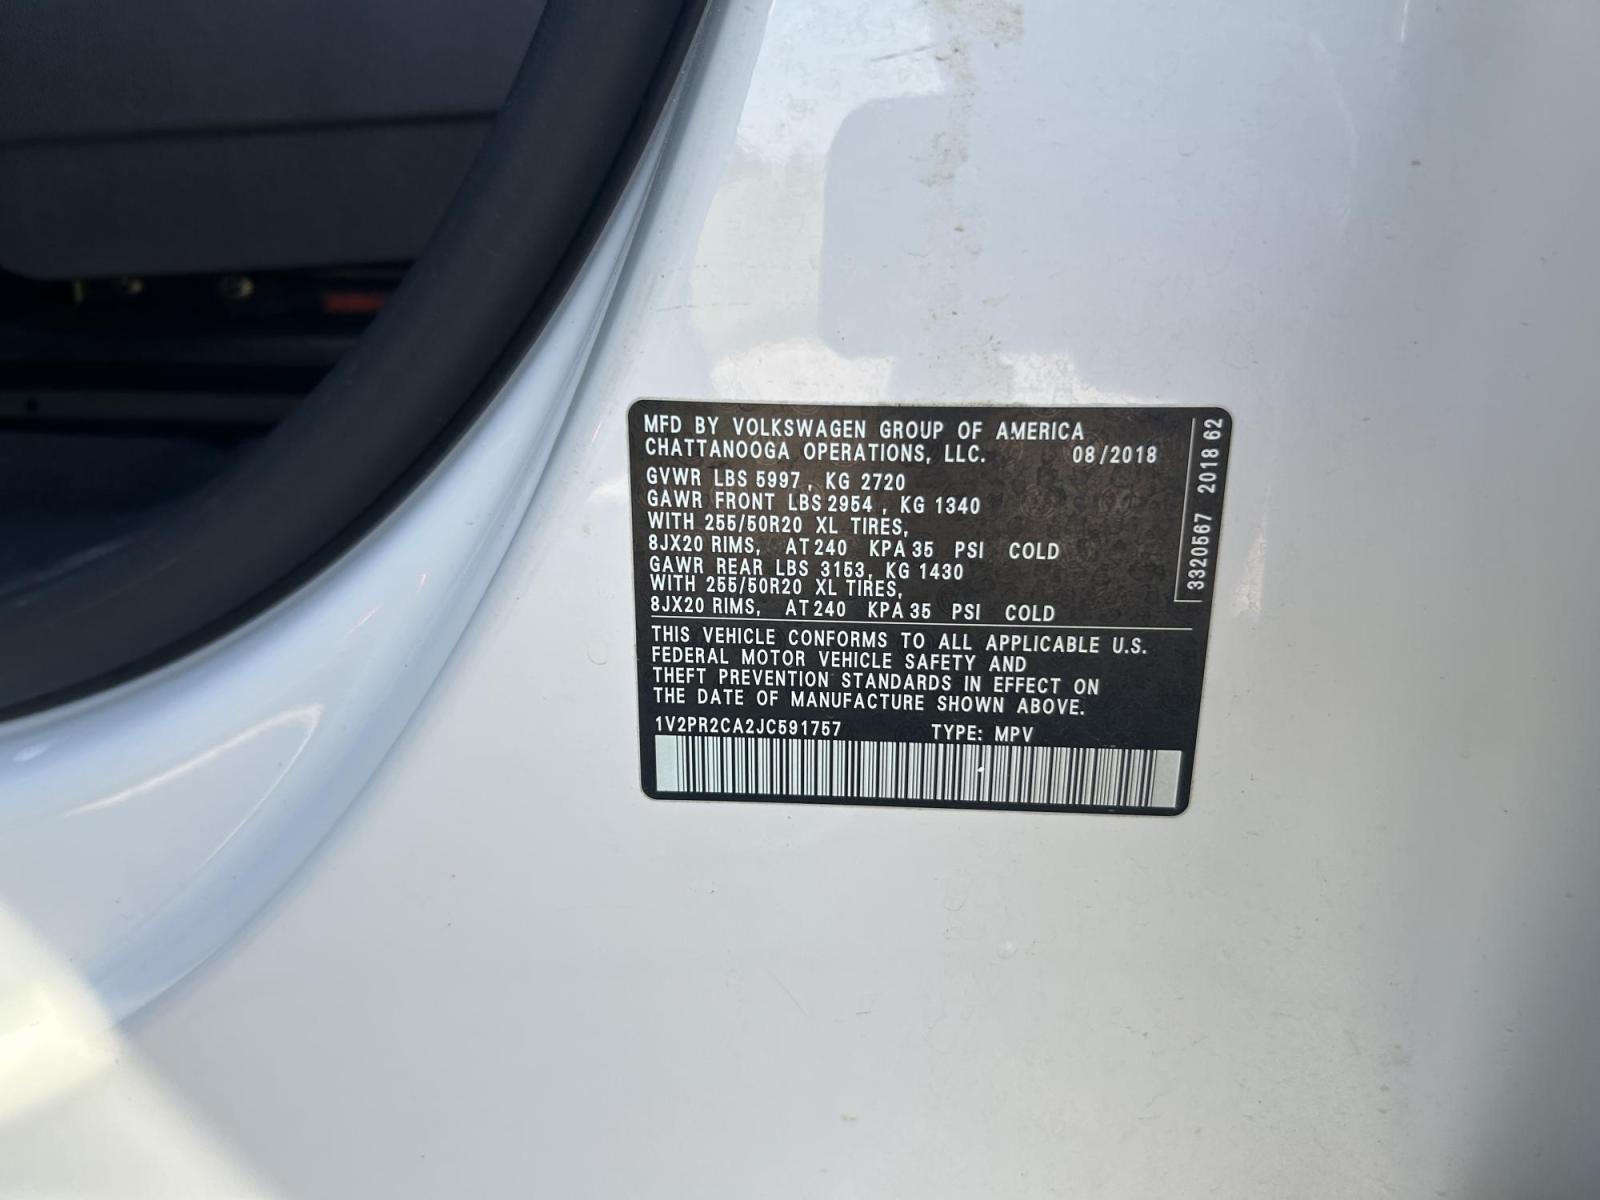 MFD BY VOLKSWAGEN GROUP OF AMERICA
CHATTANOOGA OPERATIONS, LLC. 08/2018
GVWR LBS 5997, KG 2720
GAWR FRONT LBS 2954, KG 1340
WITH 255/50R20 XL TIRES,
8JX20 RIMS, AT 240 KPA 35 PSI COLD
GAWR REAR LBS 3153, KG 1430
WITH 255/50R20 XL TIRES,
8JX20 RIMS, AT 240 KPA 35 PSI COLD
THIS VEHICLE CONFORMS TO ALL APPLICABLE U.S.
FEDERAL MOTOR VEHICLE SAFETY AND
THEFT PREVENTION STANDARDS IN EFFECT ON
THE DATE OF MANUFACTURE SHOWN ABOVE.
1V2PR2CA2JC591757 TYPE: MPV
3320567 2018 62